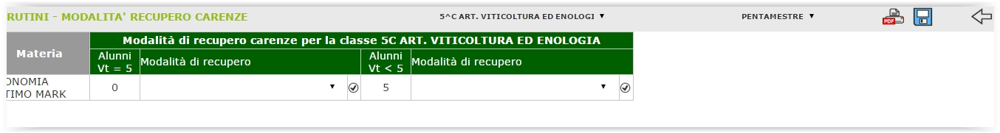 RUTINI - MODALITA' RECUPERO CARENZE
5^C ART. VITICOLTURA ED ENOLOGI ▼
PENTAMESTRE ▼
PDF
Materia
Modalità di recupero carenze per la classe 5C ART. VITICOLTURA ED ENOLOGIA
Alunni
Vt = 5
Modalità di recupero
Alunni
Vt < 5
Modalità di recupero
ONOMIA
TIMO MARK
0
5